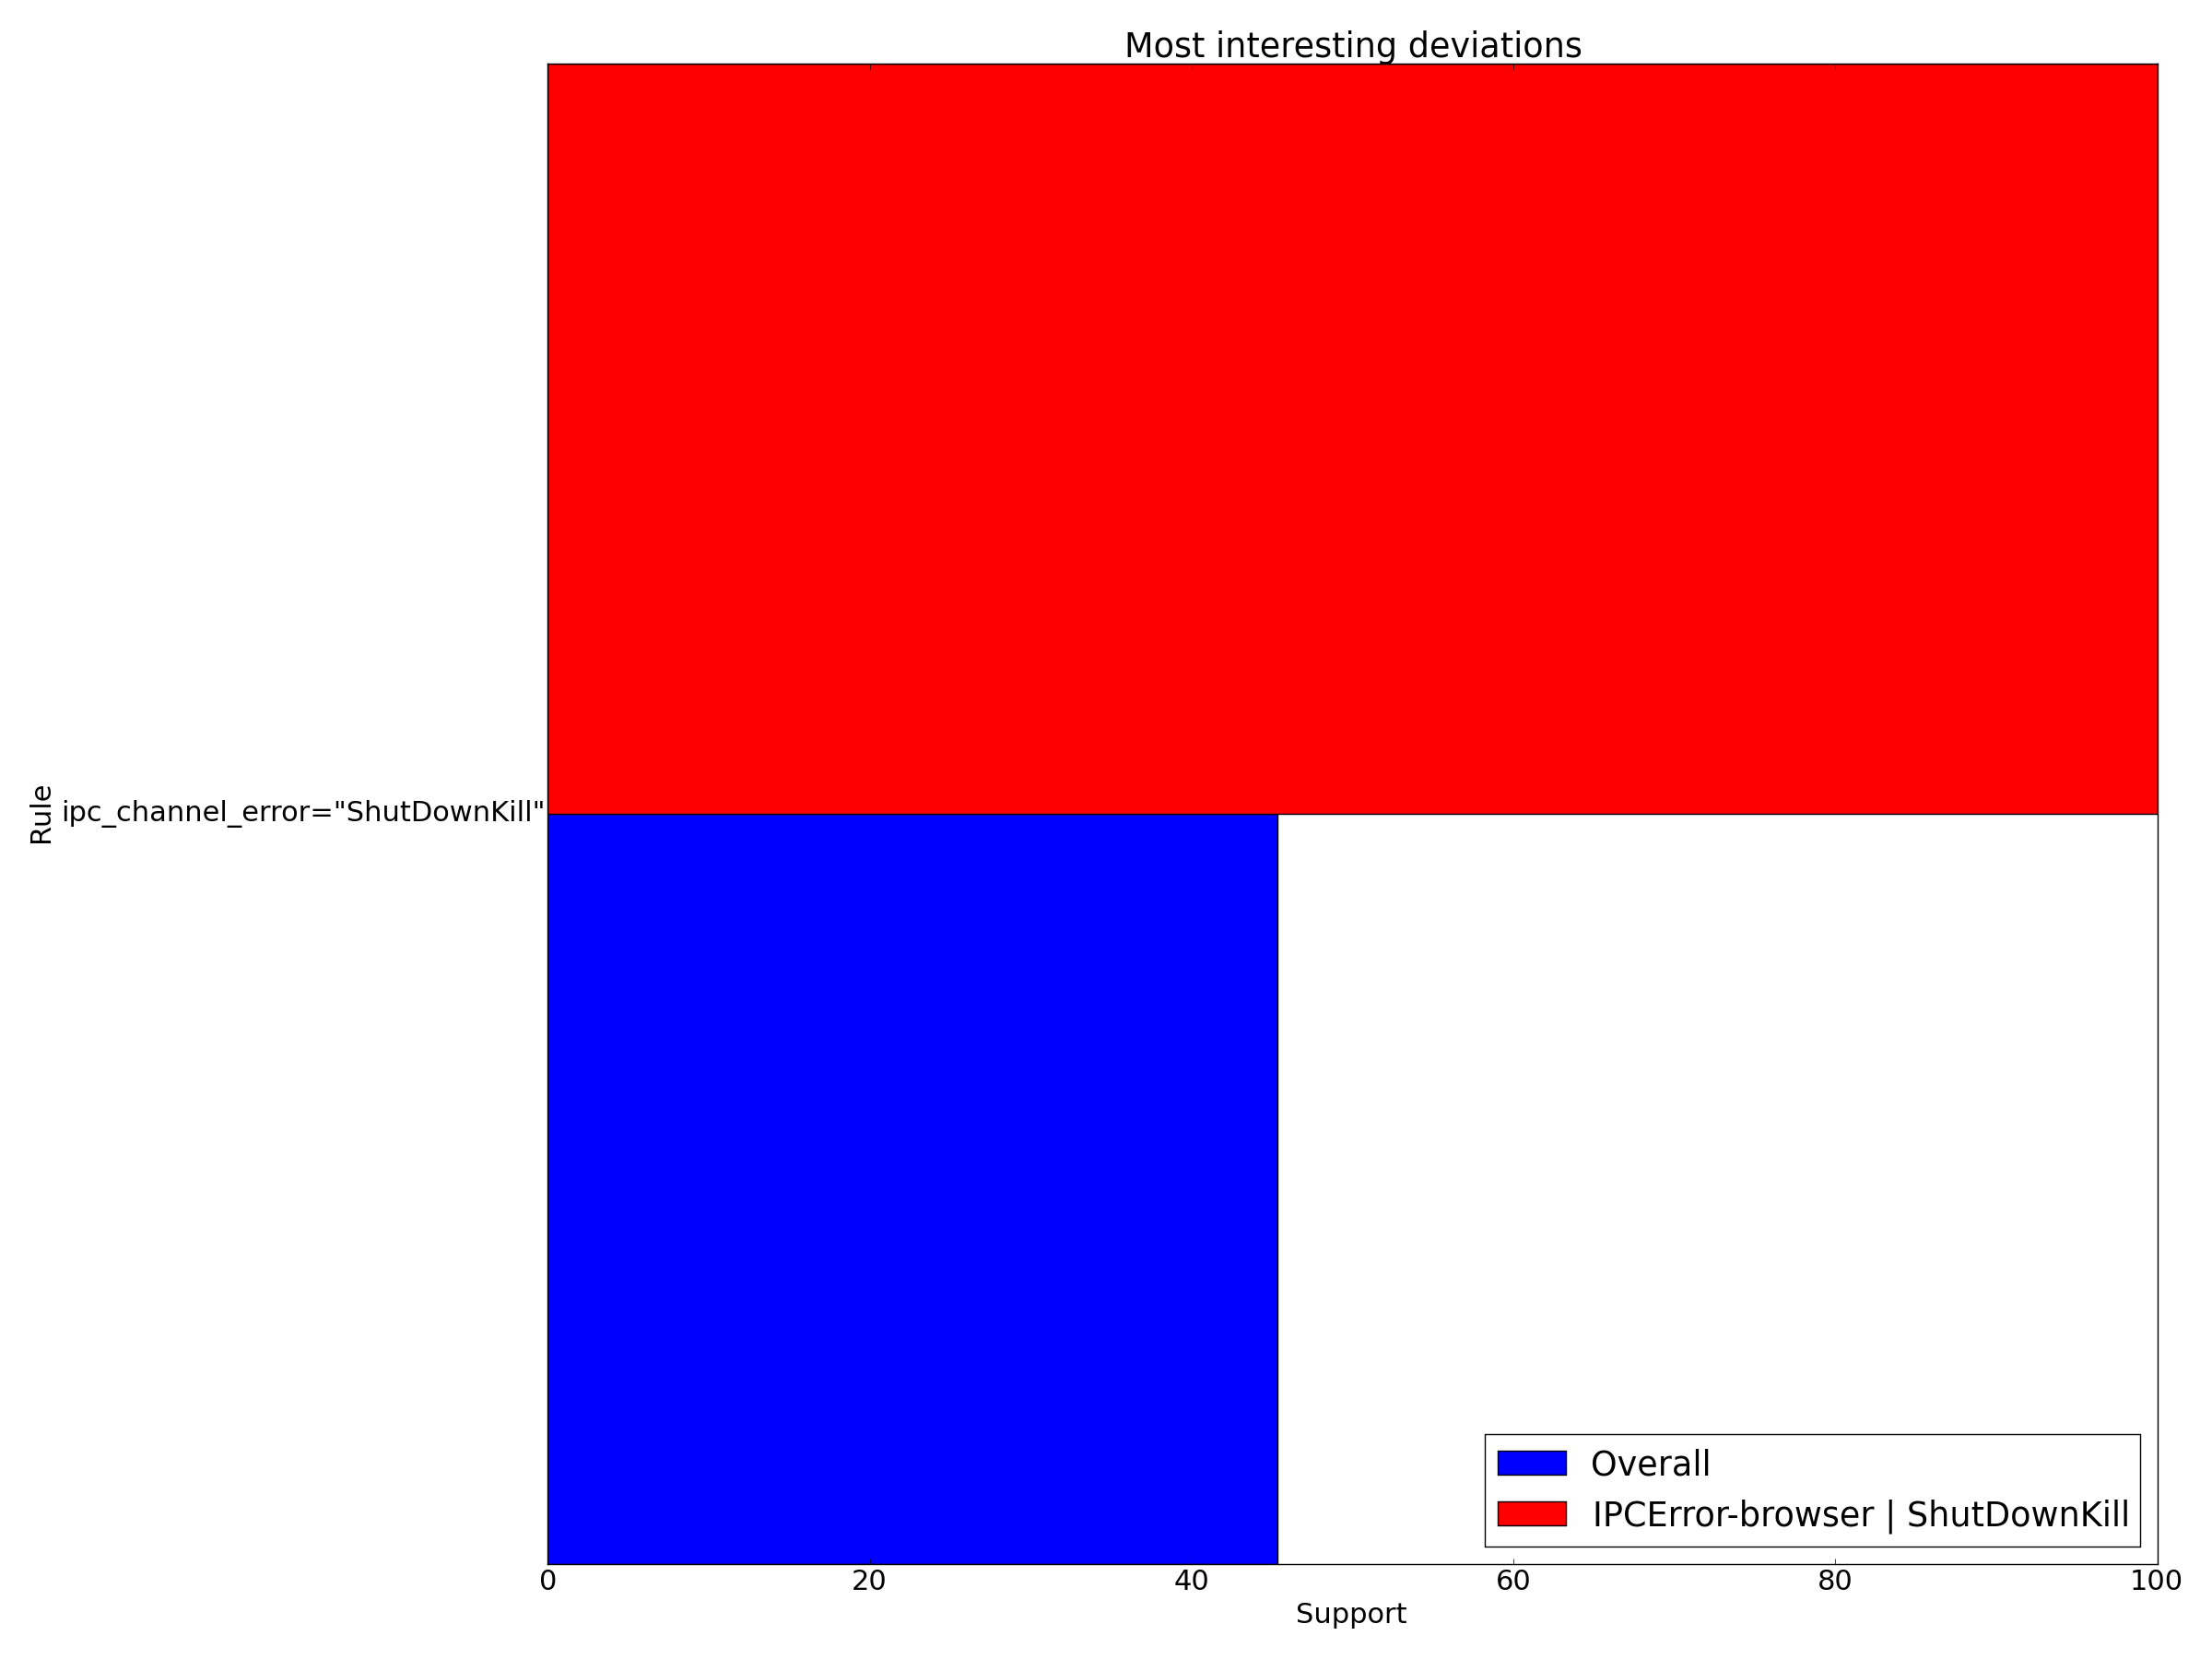 Most interesting deviations
Rule
ipc_channel_error="ShutDownKill"
Overall
IPCError-browser | ShutDownKill
0 20 40 60 80 100
Support